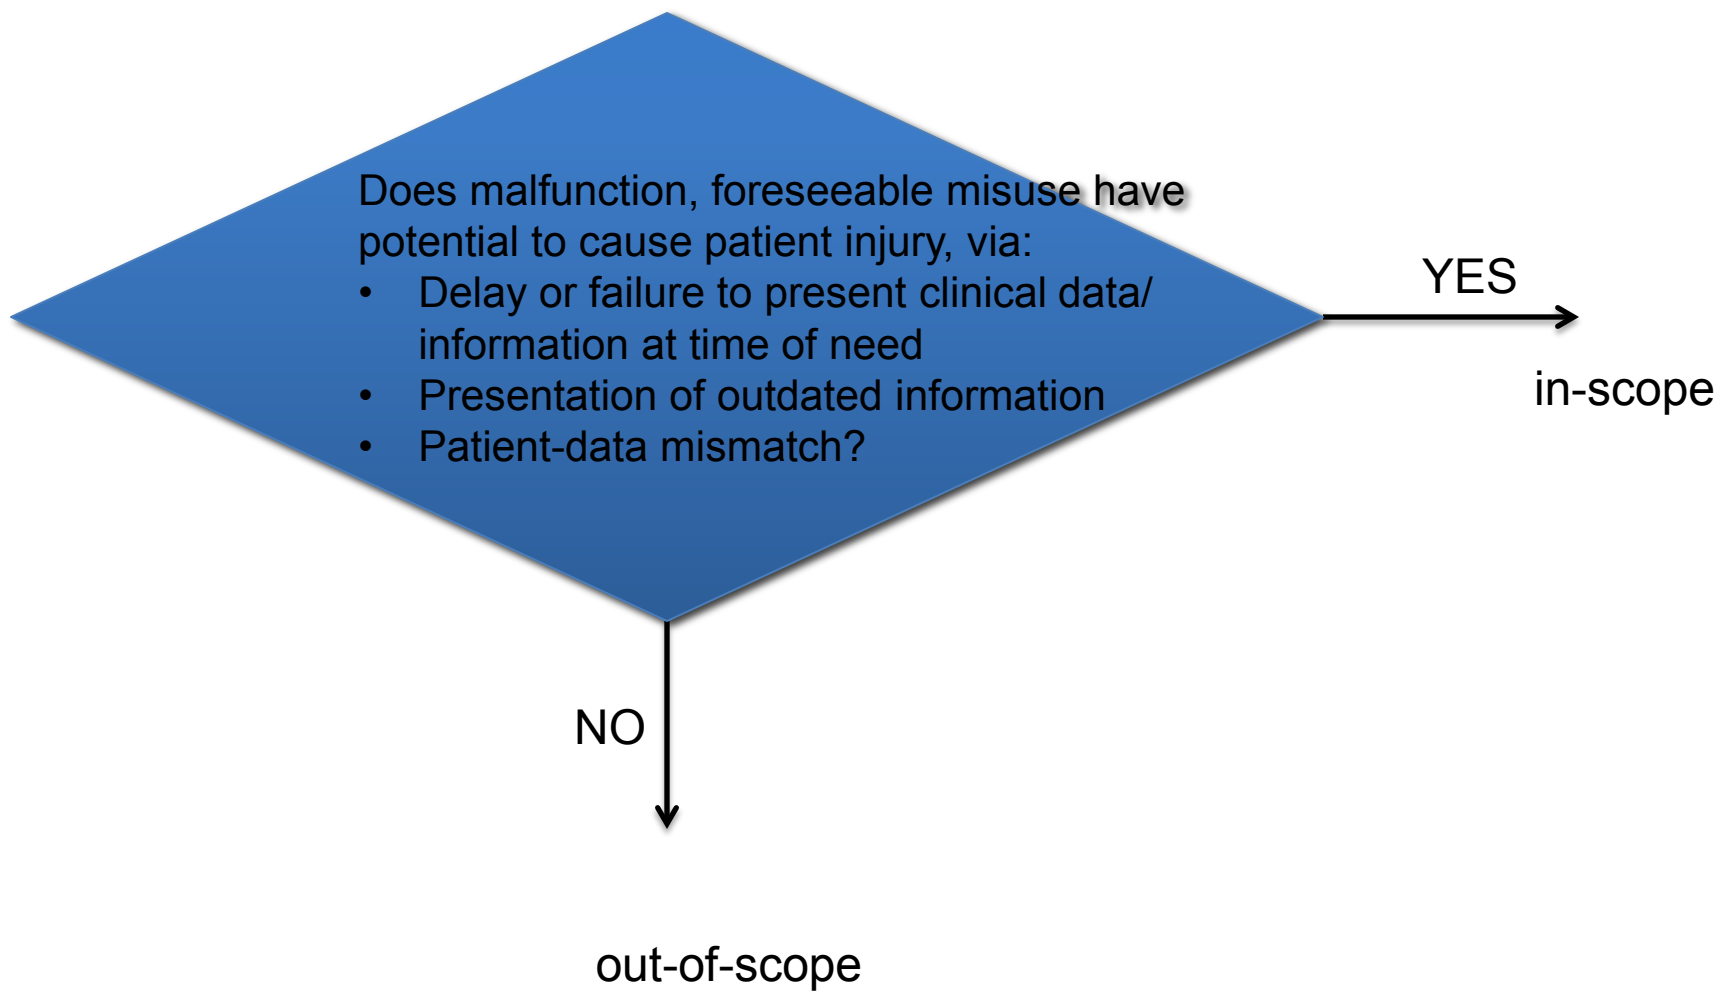 Does malfunction, foreseeable misuse have
potential to cause patient injury, via:
• Delay or failure to present clinical data/
information at time of need
• Presentation of outdated information
• Patient-data mismatch?
YES
in-scope
NO
out-of-scope